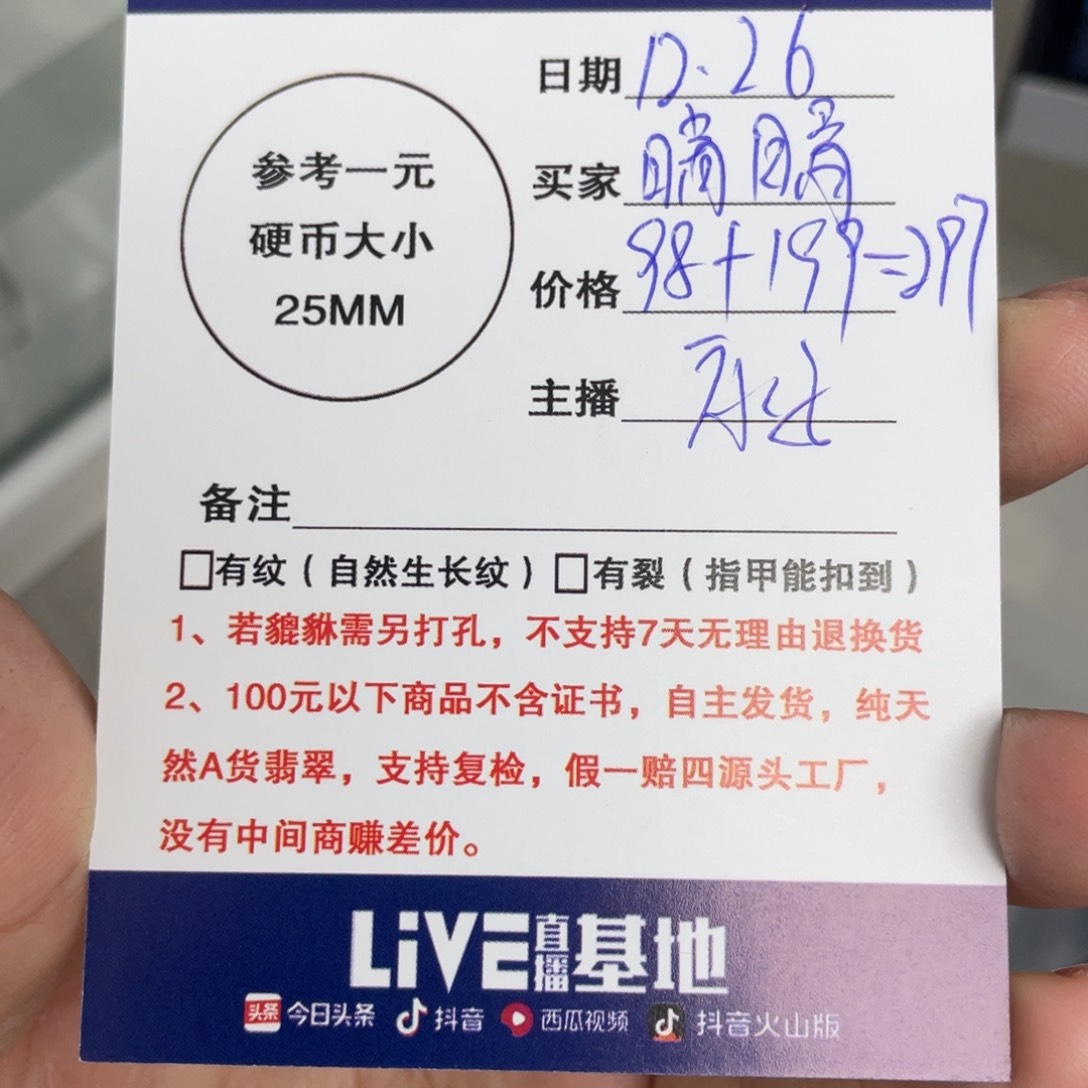 参考一元
硬币大小
25MM
日期 12.26
买家
价格 98+199=297
主播
备注
□有纹（自然生长纹）□有裂（指甲能扣到）
1、若貔貅需另打孔，不支持7天无理由退换货
2、100元以下商品不含证书，自主发货，纯天
然A货翡翠，支持复检，假一赔四源头工厂，
没有中间商赚差价。
LiVE直播基地
头条 今日头条 抖音 西瓜视频 抖音火山版